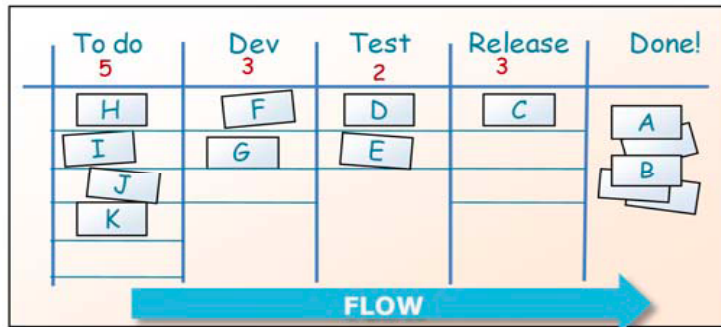 To do Dev Test Release Done!
5 3 2 3
H F D C A
I G E B
J
K
FLOW